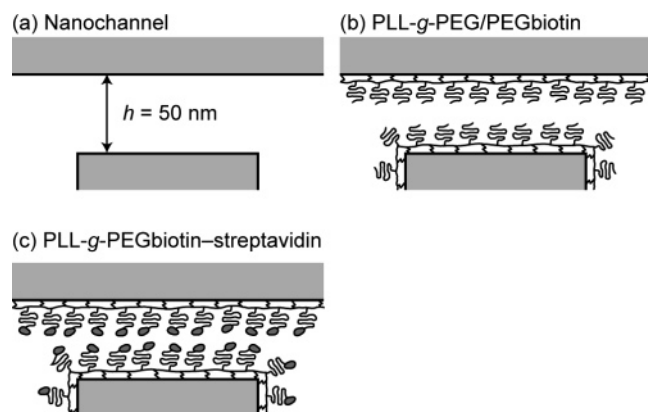 (a) Nanochannel
(b) PLL-g-PEG/PEGbiotin
h = 50 nm
(c) PLL-g-PEGbiotin–streptavidin